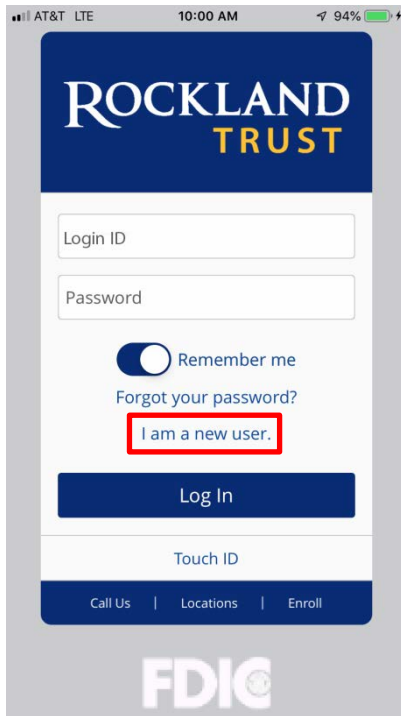 AT&T LTE 10:00 AM 94%
ROCKLAND
TRUST
Login ID
Password
Remember me
Forgot your password?
I am a new user.
Log In
Touch ID
Call Us | Locations | Enroll
FDIC